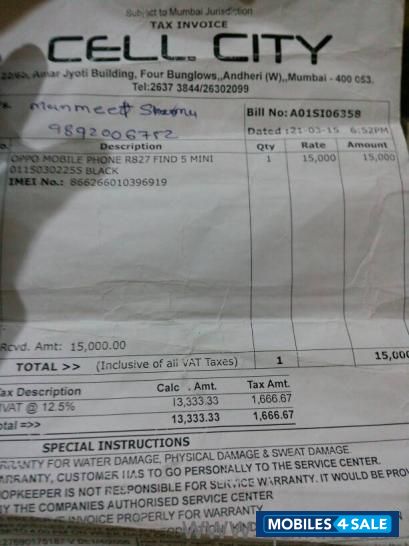 Subject to Mumbai Jurisdiction
TAX INVOICE
CELL CITY
Amar Jyoti Building, Four Bunglows,,Andheri (W),,Mumbai - 400 053.
Tel:2637 3844/26302099
Manmeet Sharma
9892006752
Bill No: A01SI06358
Dated :21-03-15 6:52PM
Description Qty Rate Amount
OPPO MOBILE PHONE R827 FIND 5 MINI 1 15,000 15,000
01150302255 BLACK
IMEI No.: 866266010396919
Rcvd. Amt: 15,000.00
TOTAL >> (Inclusive of all VAT Taxes) 1 15,000
Tax Description Calc . Amt. Tax Amt.
VAT @ 12.5% 13,333.33 1,666.67
total =>> 13,333.33 1,666.67
SPECIAL INSTRUCTIONS
RRANTY FOR WATER DAMAGE, PHYSICAL DAMAGE & SWEAT DAMAGE.
ARRANTY, CUSTOMER HAS TO GO PERSONALLY TO THE SERVICE CENTER.
OPKEEPER IS NOT RESPONSIBLE FOR SERVICE WARRANTY. IT WOULD BE PROV
Y THE COMPANIES AUTHORISED SERVICE CENTER
INVOICE PROPERLY FOR WARRANTY
MOBILES4SALE